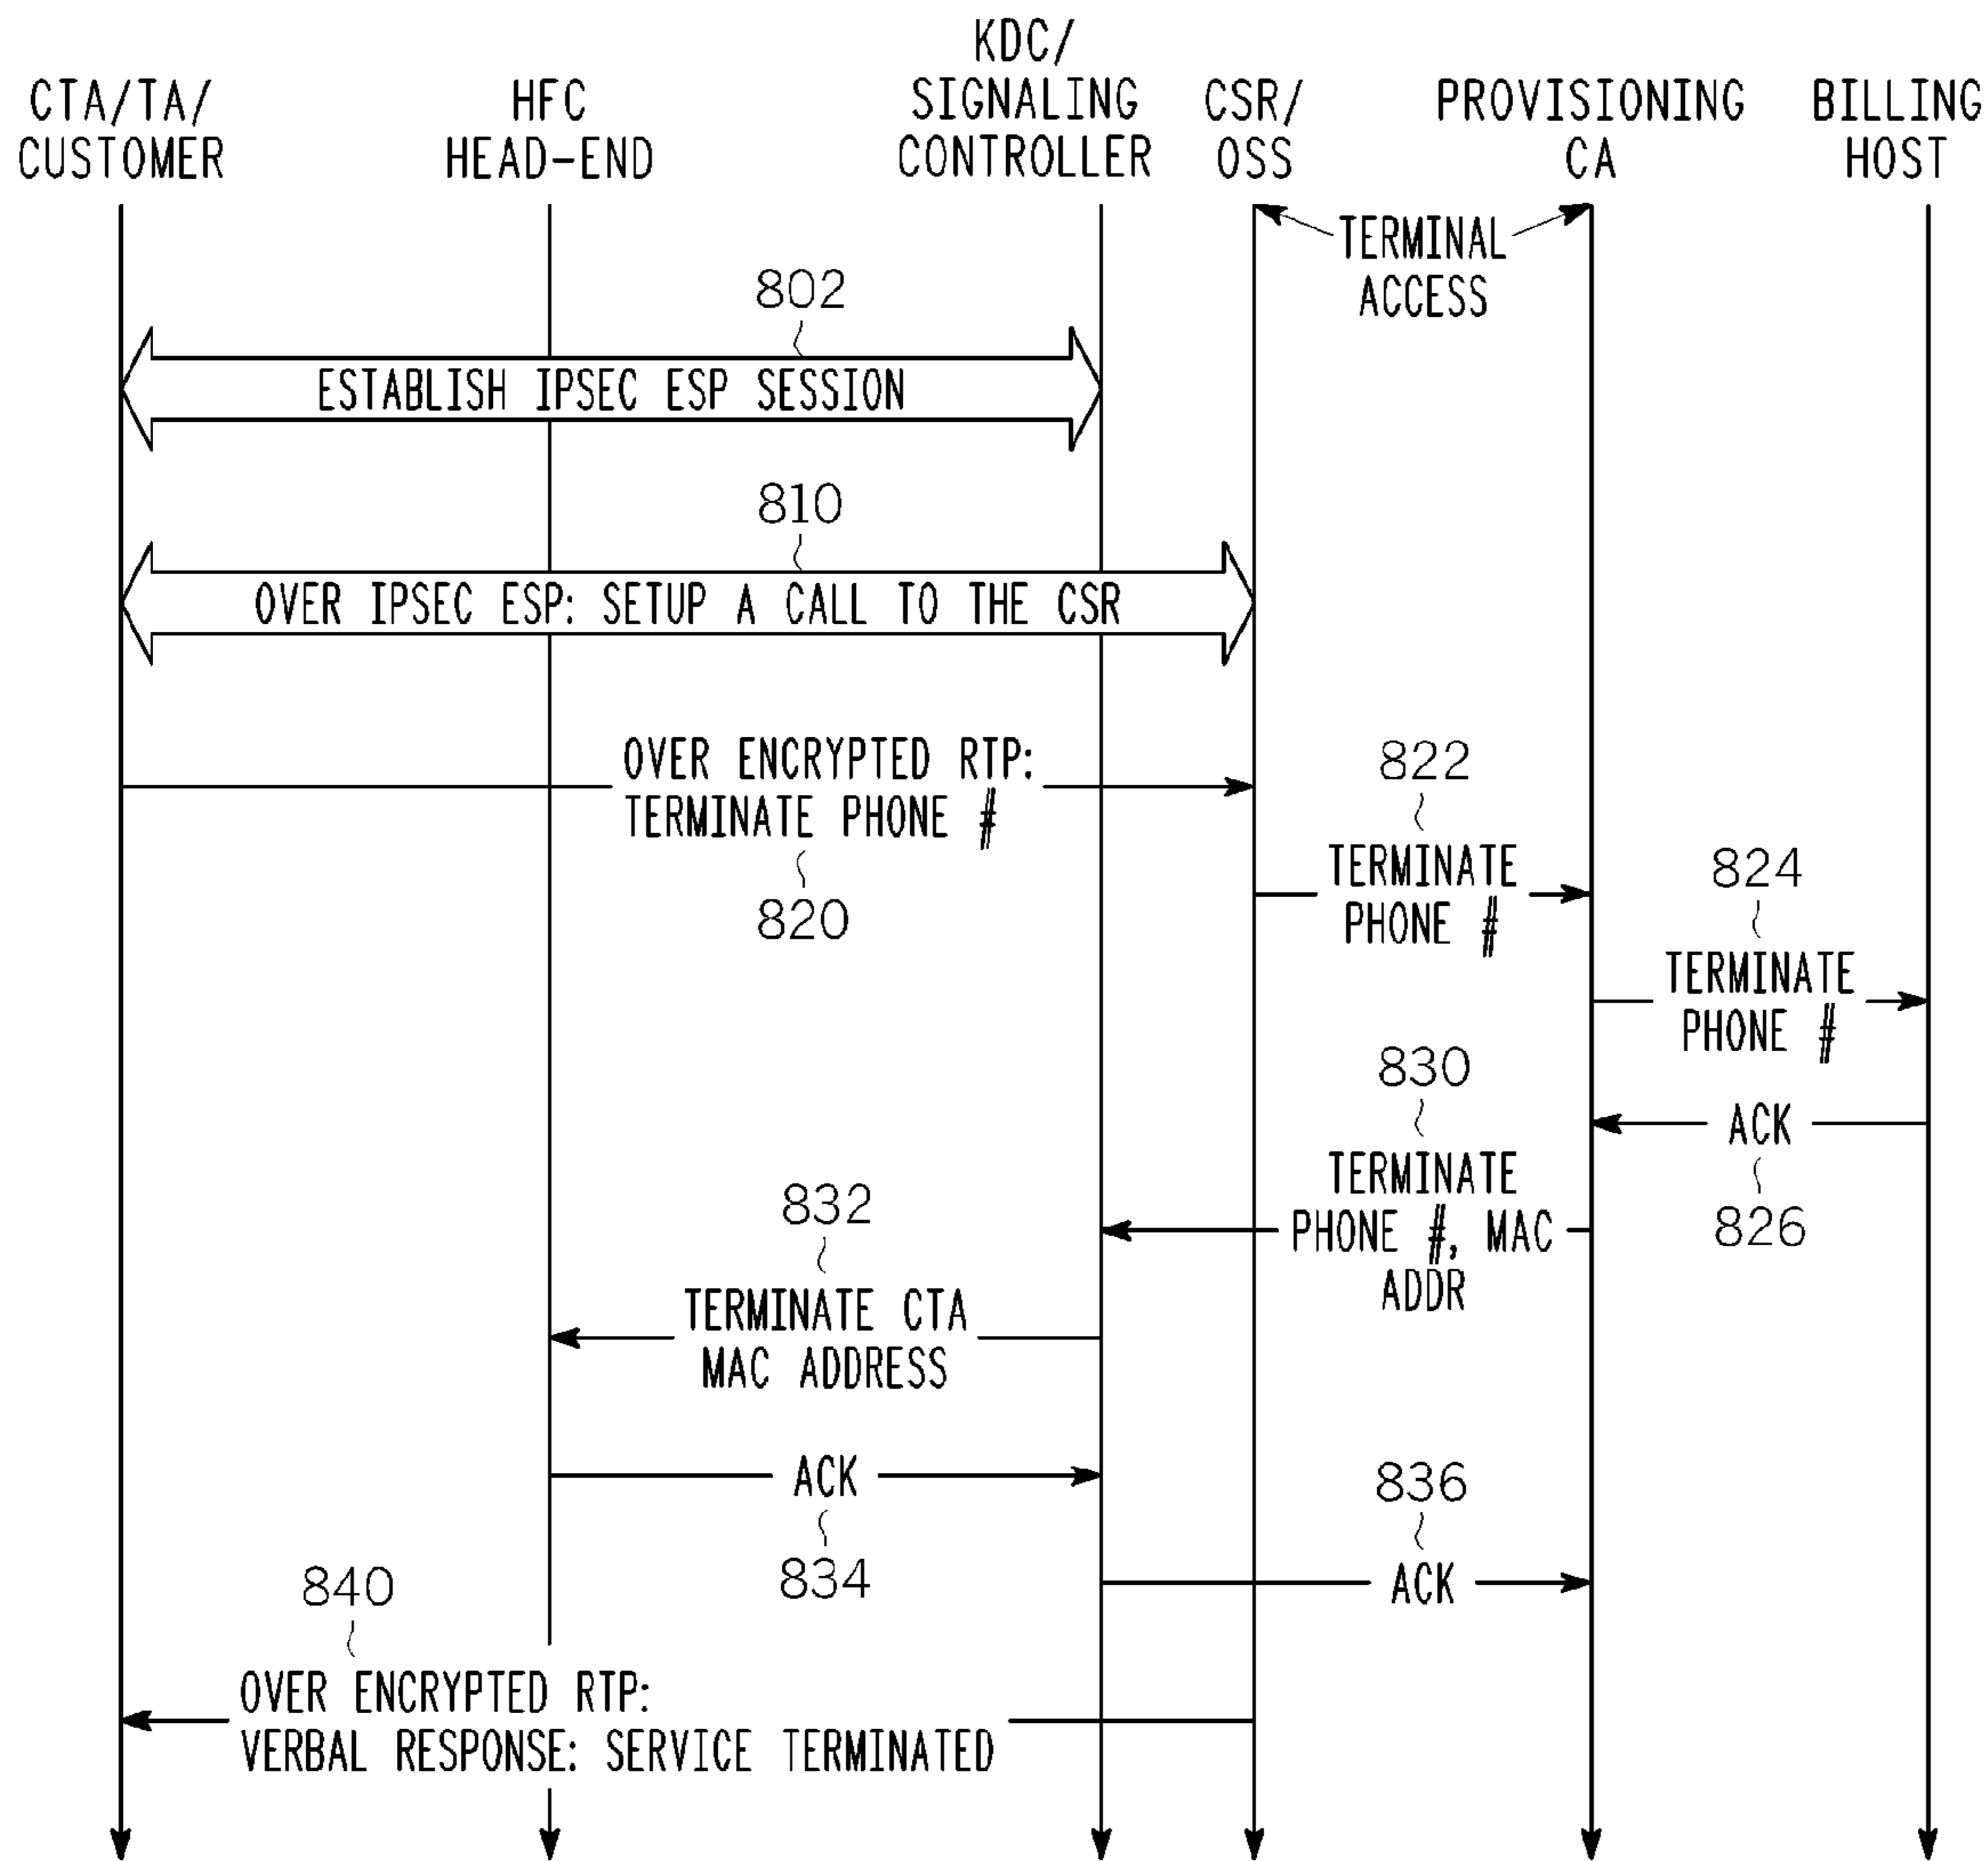 KDC/
CTA/TA/
HFC
SIGNALING
CSR/
PROVISIONING
BILLING
CUSTOMER
HEAD-END
CONTROLLER
OSS
CA
HOST
TERMINAL
ACCESS
802
ESTABLISH IPSEC ESP SESSION
810
OVER IPSEC ESP: SETUP A CALL TO THE CSR
OVER ENCRYPTED RTP:
TERMINATE PHONE #
820
822
TERMINATE
PHONE #
824
TERMINATE
PHONE #
ACK
826
830
TERMINATE
PHONE #, MAC
ADDR
832
TERMINATE CTA
MAC ADDRESS
ACK
834
836
ACK
840
OVER ENCRYPTED RTP:
VERBAL RESPONSE: SERVICE TERMINATED